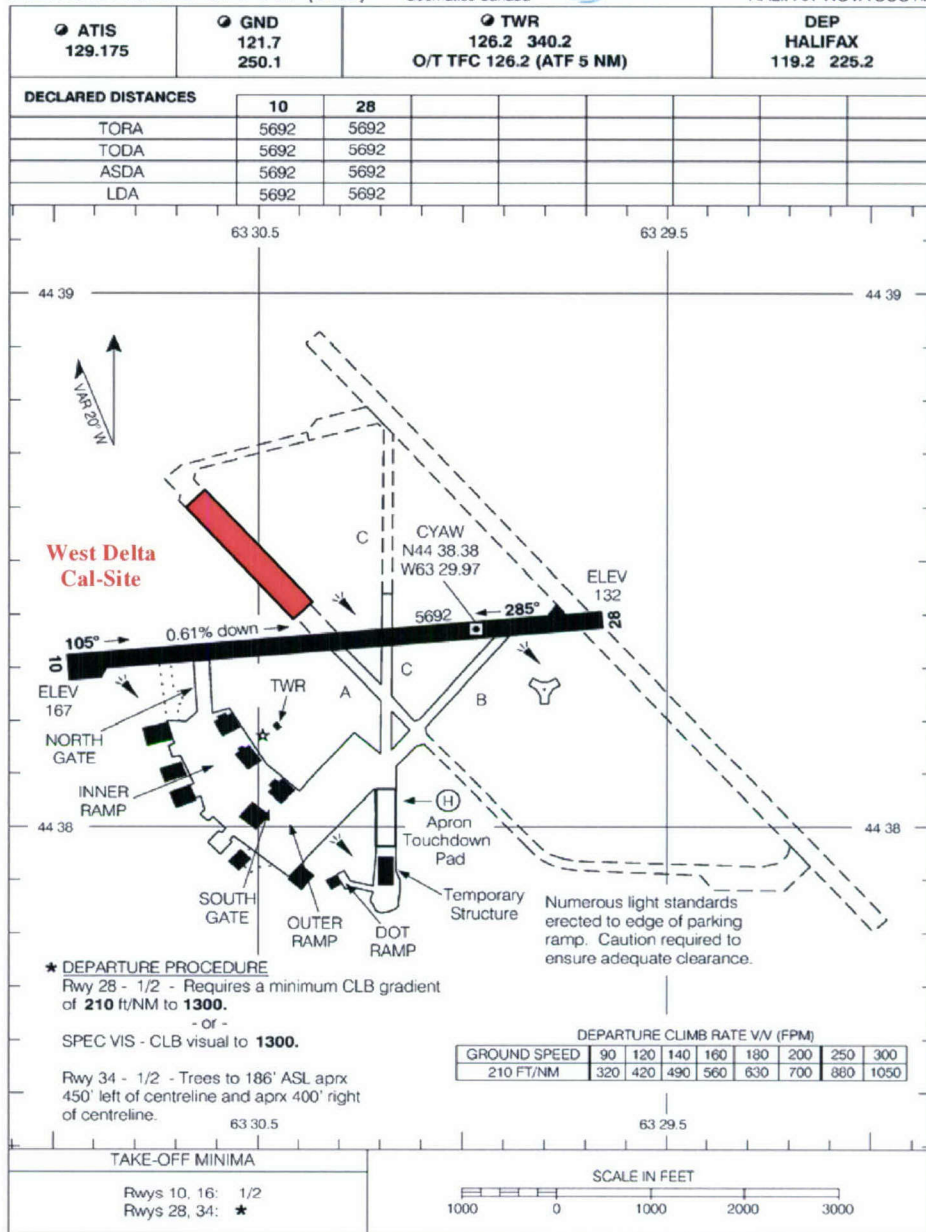 ATIS
129.175
GND
121.7
250.1
TWR
126.2 340.2
O/T TFC 126.2 (ATF 5 NM)
DEP
HALIFAX
119.2 225.2
DECLARED DISTANCES
10 28
TORA 5692 5692
TODA 5692 5692
ASDA 5692 5692
LDA 5692 5692
63 30.5
63 29.5
44 39
44 39
VAR 20° W
C
CYAW
N44 38.38
W63 29.97
West Delta
Cal-Site
ELEV
132
5692
285°
28
105°
0.61% down
10
ELEV
167
TWR
A
C
B
NORTH
GATE
INNER
RAMP
H
Apron
Touchdown
Pad
44 38
44 38
SOUTH
GATE
OUTER
RAMP
DOT
RAMP
Temporary
Structure
Numerous light standards
erected to edge of parking
ramp. Caution required to
ensure adequate clearance.
★ DEPARTURE PROCEDURE
Rwy 28 - 1/2 - Requires a minimum CLB gradient
of 210 ft/NM to 1300.
- or -
SPEC VIS - CLB visual to 1300.
Rwy 34 - 1/2 - Trees to 186' ASL aprx
450' left of centreline and aprx 400' right
of centreline.
DEPARTURE CLIMB RATE V/V (FPM)
GROUND SPEED 90 120 140 160 180 200 250 300
210 FT/NM 320 420 490 560 630 700 880 1050
63 30.5
63 29.5
TAKE-OFF MINIMA
Rwys 10, 16: 1/2
Rwys 28, 34: ★
SCALE IN FEET
1000 0 1000 2000 3000